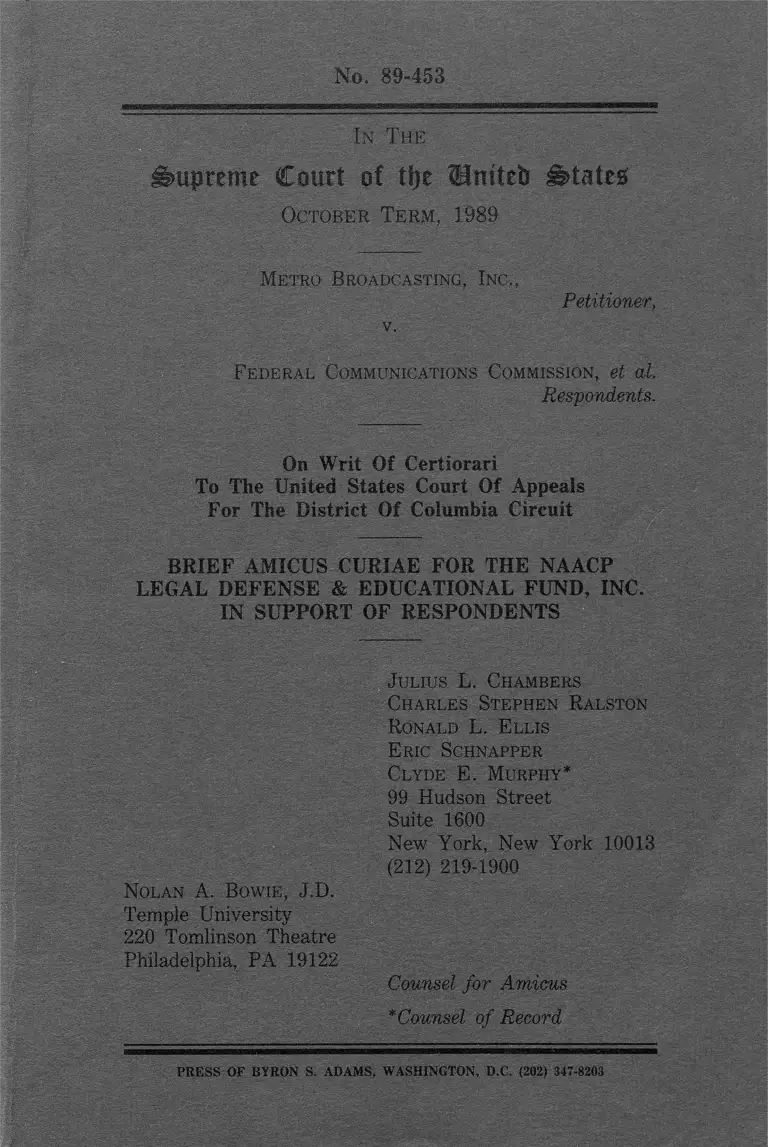 No. 89-453
IN THE
Supreme Court of the United States
OCTOBER TERM, 1989
METRO BROADCASTING, INC.,
Petitioner,
v.
FEDERAL COMMUNICATIONS COMMISSION, et al.
Respondents.
On Writ Of Certiorari
To The United States Court Of Appeals
For The District Of Columbia Circuit
BRIEF AMICUS CURIAE FOR THE NAACP
LEGAL DEFENSE & EDUCATIONAL FUND, INC.
IN SUPPORT OF RESPONDENTS
JULIUS L. CHAMBERS
CHARLES STEPHEN RALSTON
RONALD L. ELLIS
ERIC SCHNAPPER
CLYDE E. MURPHY*
99 Hudson Street
Suite 1600
New York, New York 10013
(212) 219-1900
NOLAN A. BOWIE, J.D.
Temple University
220 Tomlinson Theatre
Philadelphia, PA 19122
Counsel for Amicus
*Counsel of Record
PRESS OF BYRON S. ADAMS, WASHINGTON, D.C. (202) 347-8203